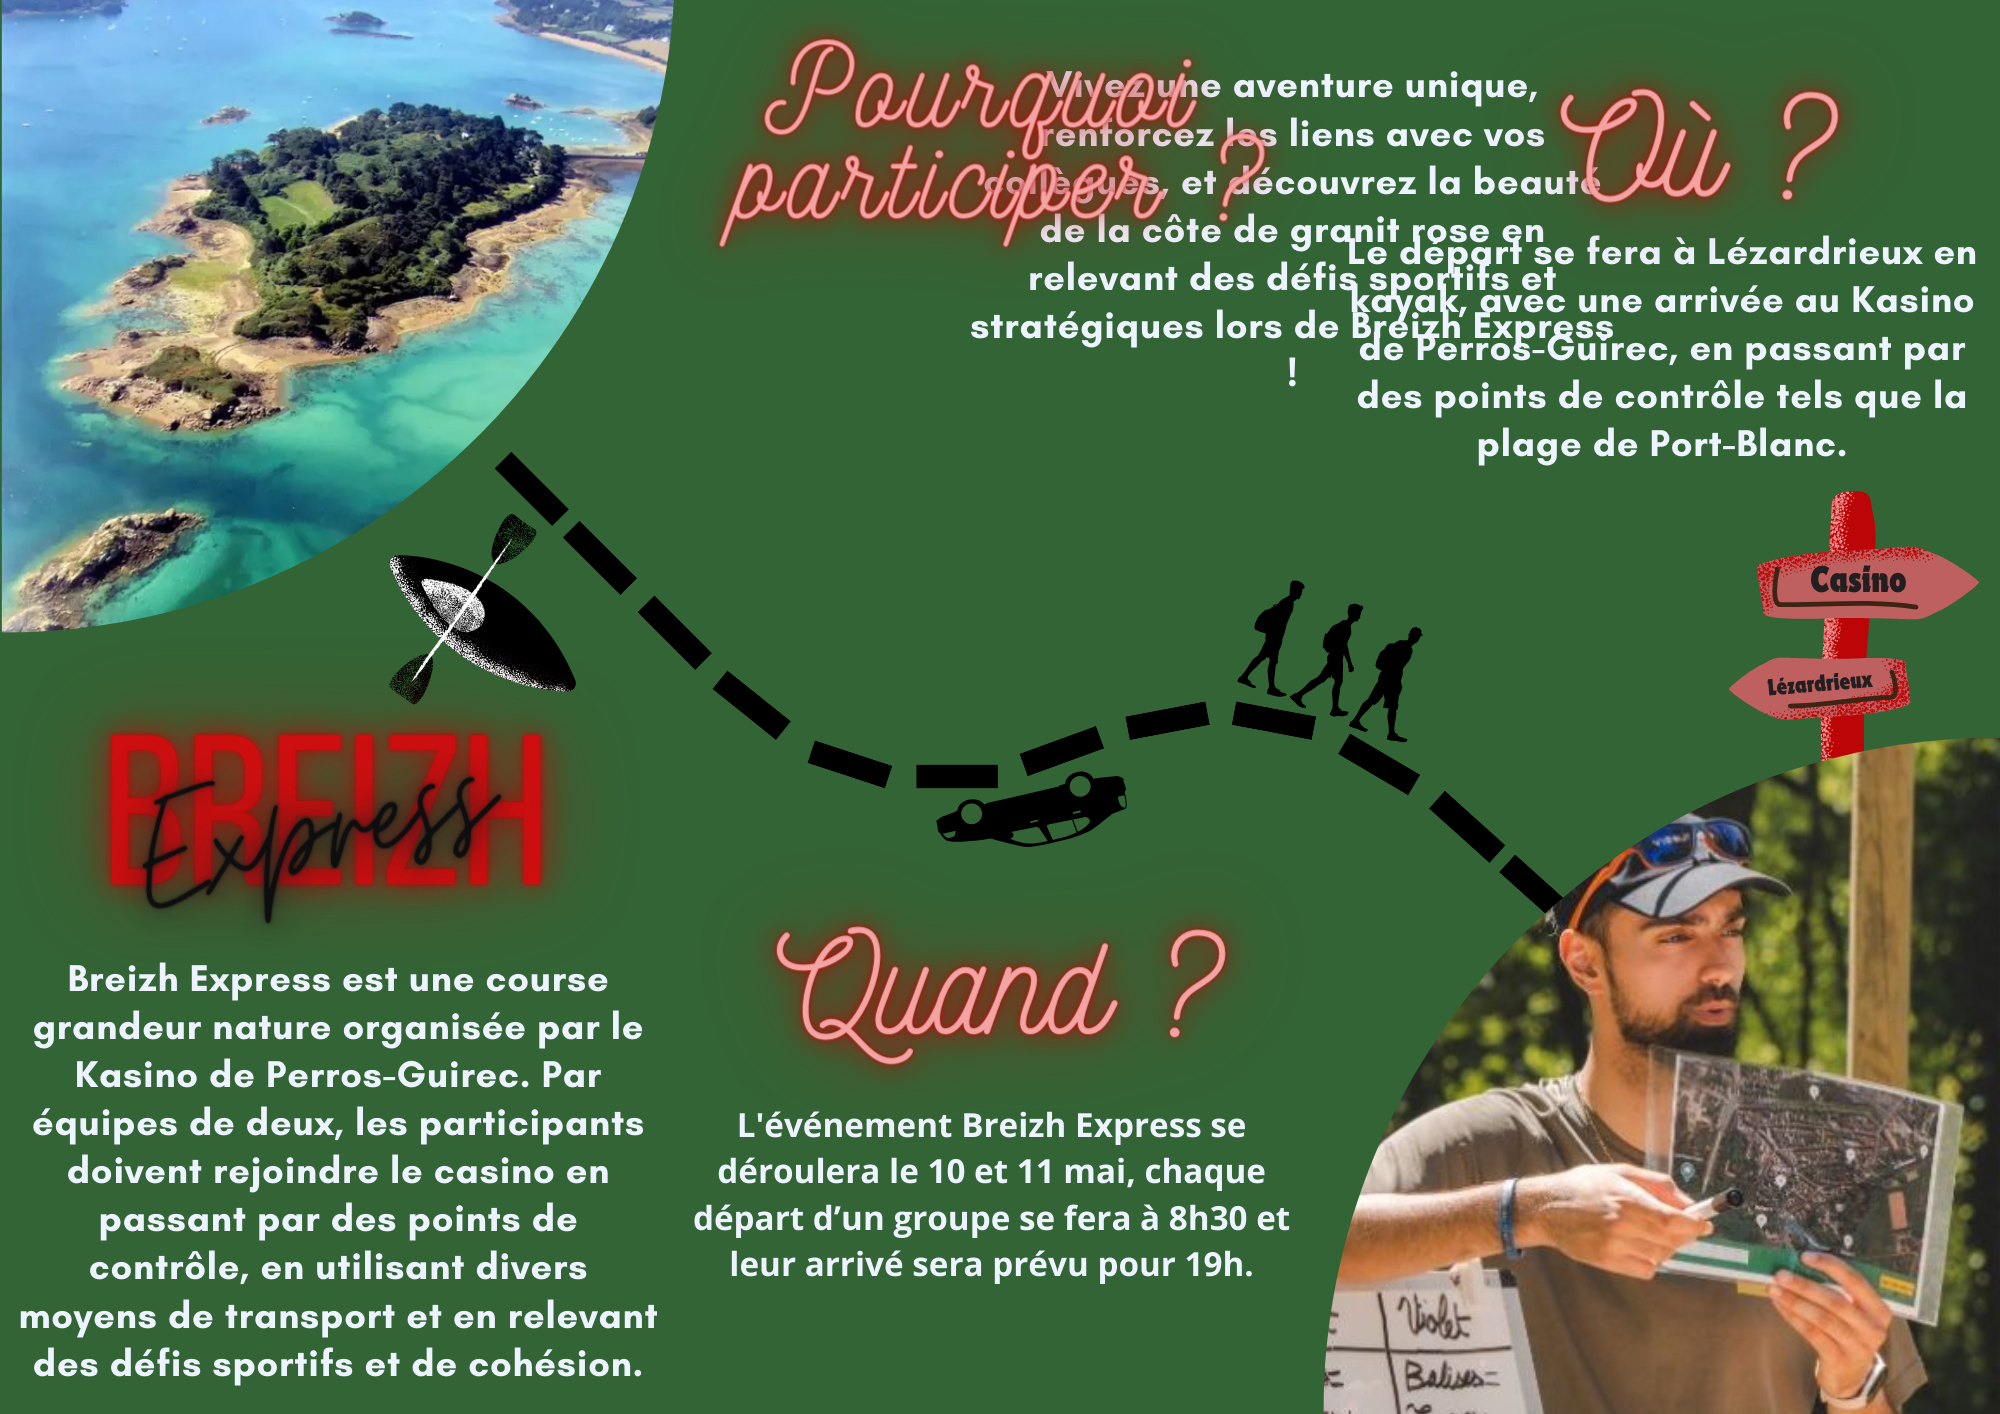 Pourquoi
participer ?
Vivez une aventure unique,
renforcez les liens avec vos
collègues, et découvrez la beauté
de la côte de granit rose en
relevant des défis sportifs et
stratégiques lors de Breizh Express
!
Où ?
Le départ se fera à Lézardrieux en
kayak, avec une arrivée au Kasino
de Perros-Guirec, en passant par
des points de contrôle tels que la
plage de Port-Blanc.
Casino
Lézardrieux
BREIZH
Express
Breizh Express est une course
grandeur nature organisée par le
Kasino de Perros-Guirec. Par
équipes de deux, les participants
doivent rejoindre le casino en
passant par des points de
contrôle, en utilisant divers
moyens de transport et en relevant
des défis sportifs et de cohésion.
Quand ?
L'événement Breizh Express se
déroulera le 10 et 11 mai, chaque
départ d’un groupe se fera à 8h30 et
leur arrivé sera prévu pour 19h.
Violet
Balises=